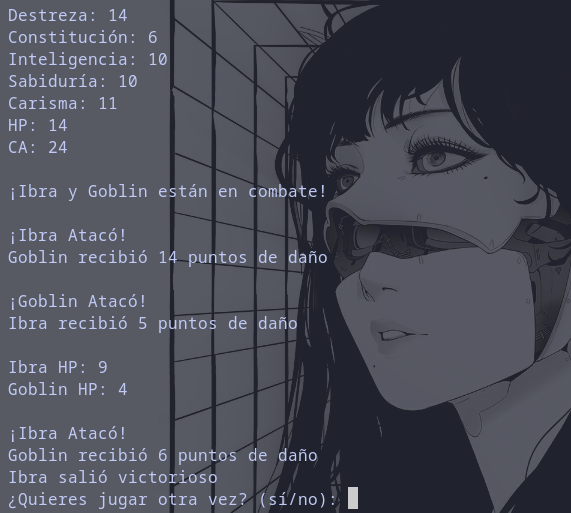 Destreza: 14
Constitución: 6
Inteligencia: 10
Sabiduría: 10
Carisma: 11
HP: 14
CA: 24
¡Ibra y Goblin están en combate!
¡Ibra Atacó!
Goblin recibió 14 puntos de daño
¡Goblin Atacó!
Ibra recibió 5 puntos de daño
Ibra HP: 9
Goblin HP: 4
¡Ibra Atacó!
Goblin recibió 6 puntos de daño
Ibra salió victorioso
¿Quieres jugar otra vez? (sí/no):